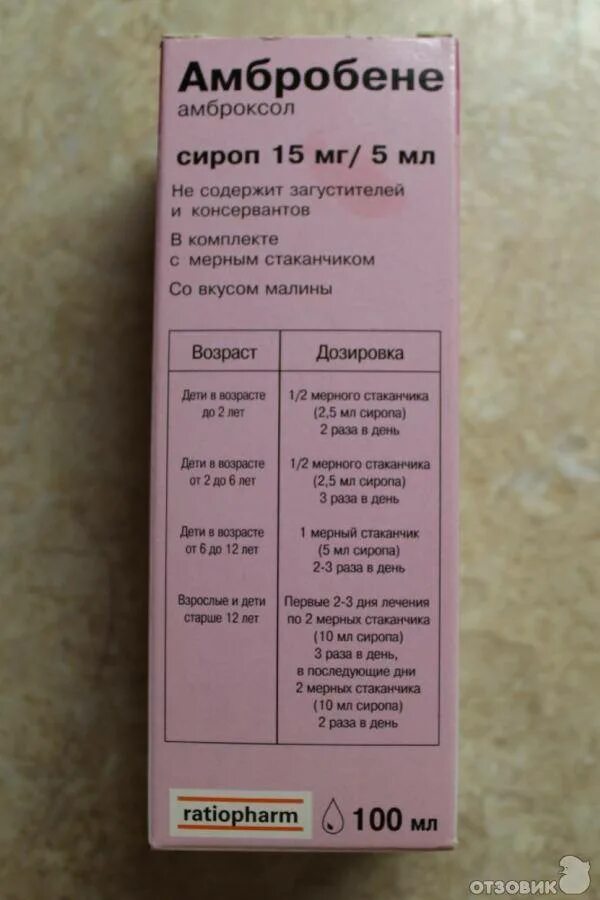 Амбробене
амброксол
сироп 15 мг/ 5 мл
Не содержит загустителей
и консервантов
В комплекте
с мерным стаканчиком
Со вкусом малины
Возраст
Дозировка
Дети в возрасте
до 2 лет
1/2 мерного стаканчика
(2,5 мл сиропа)
2 раза в день
Дети в возрасте
от 2 до 6 лет
1/2 мерного стаканчика
(2,5 мл сиропа)
3 раза в день
Дети в возрасте
от 6 до 12 лет
1 мерный стаканчик
(5 мл сиропа)
2-3 раза в день
Взрослые и дети
старше 12 лет
Первые 2-3 дня лечения
по 2 мерных стаканчика
(10 мл сиропа)
3 раза в день,
в последующие дни
2 мерных стаканчика
(10 мл сиропа)
2 раза в день
ratiopharm
100 мл
ОТЗОВИК